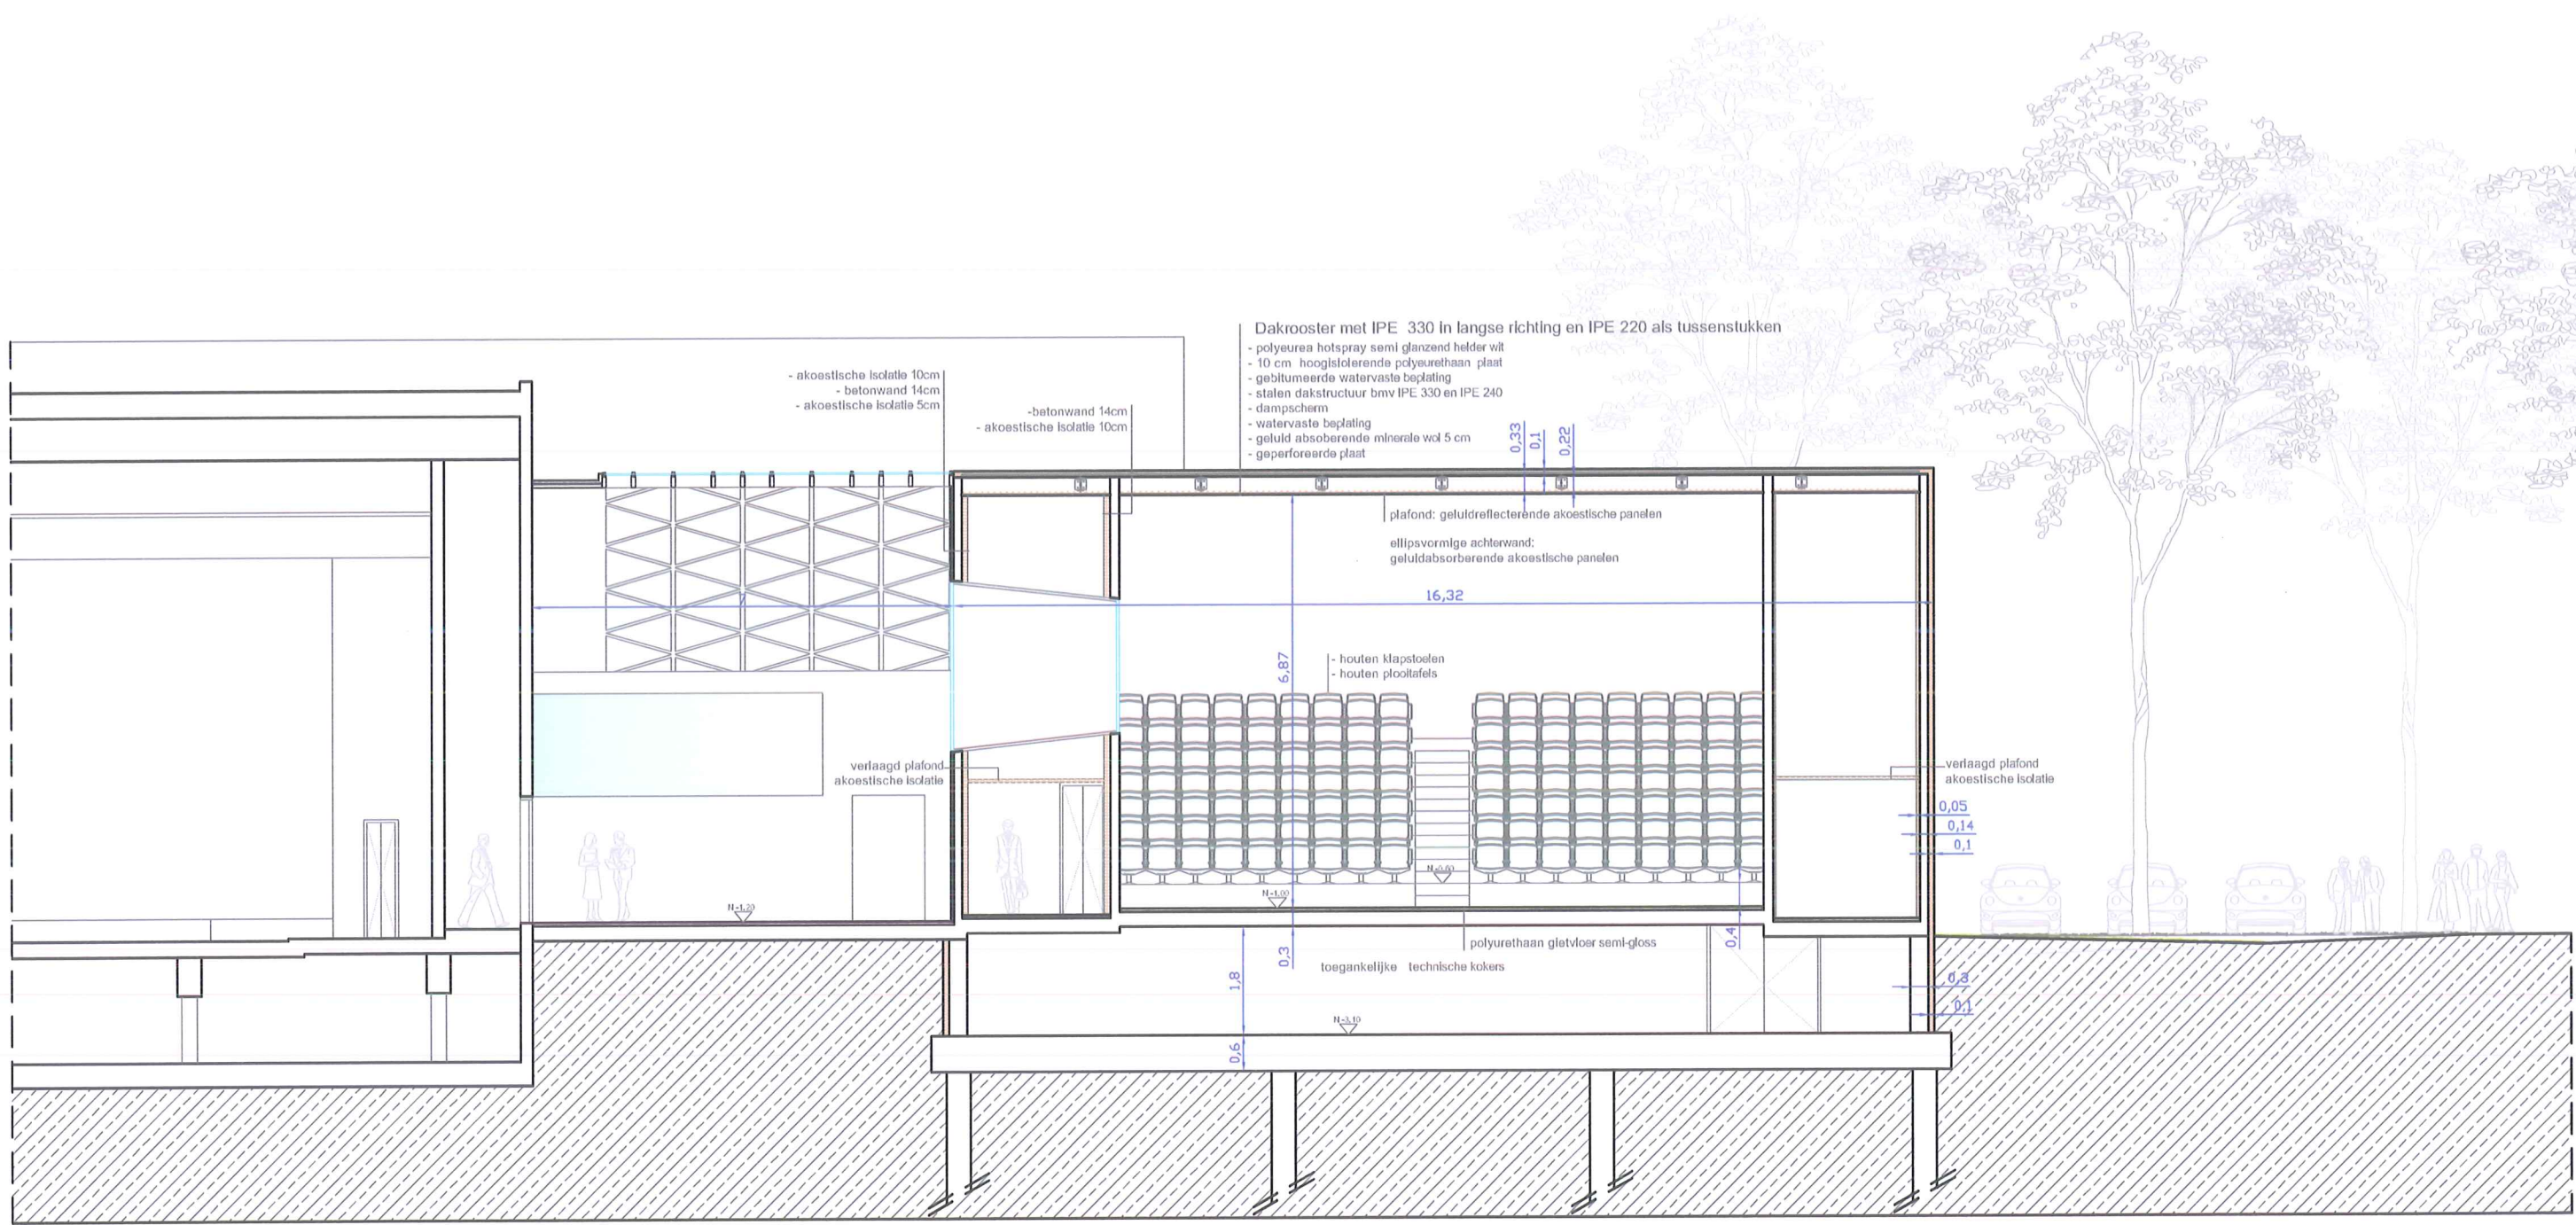 Dakrooster met IPE 330 in langse richting en IPE 220 als tussenstukken
- polyeurea hotspray semi glanzend helder wit
- 10 cm hoogisiolerende polyeurethaan plaat
- gebitumeerde watervaste beplating
- stalen dakstructuur bmv IPE 330 en IPE 240
- dampscherm
- watervaste beplating
- geluid absoberende minerale wol 5 cm
- geperforeerde plaat
- akoestische isolatie 10cm
- betonwand 14cm
- akoestische isolatie 5cm
-betonwand 14cm
- akoestische isolatie 10cm
0,33
0,1
0,22
plafond: geluidreflecterende akoestische panelen
ellipsvormige achterwand:
geluidabsorberende akoestische panelen
7
16,32
6,87
- houten klapstoelen
- houten plooitafels
verlaagd plafond
akoestische isolatie
verlaagd plafond
akoestische isolatie
0,05
0,14
0,1
N-0,60
N-1,00
N-1,20
polyurethaan gietvloer semi-gloss
0,4
0,3
toegankelijke technische kokers
1,8
0,3
0,1
N-3,10
0,6